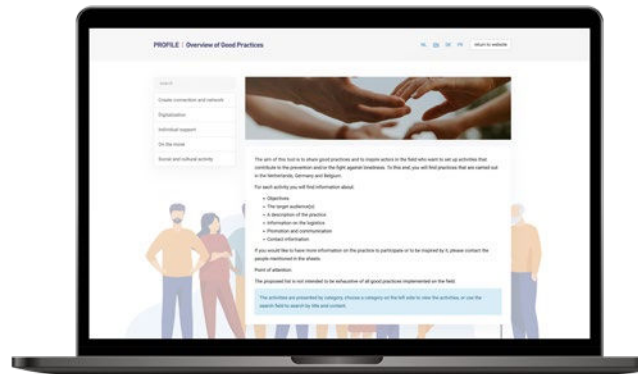 PROFILE | Overview of Good Practices
NL EN DE FR return to website
search
Create connection and network
Digitalization
Individual support
On the move!
Social and cultural activity
The aim of this tool is to share good practices and to inspire actors in the field who want to set up activities that
contribute to the prevention and/or the fight against loneliness. To this end, you will find practices that are carried out
in the Netherlands, Germany and Belgium.
For each activity you will find information about:
Objectives
The target audience(s)
A description of the practice
Information on the logistics
Promotion and communication
Contact information
If you would like to have more information on the practice to participate or to be inspired by it, please contact the
people mentioned in the sheets.
Point of attention:
The proposed list is not intended to be exhaustive of all good practices implemented on the field.
The activities are presented by category, choose a category on the left side to view the activities, or use the
search field to search by title and content.